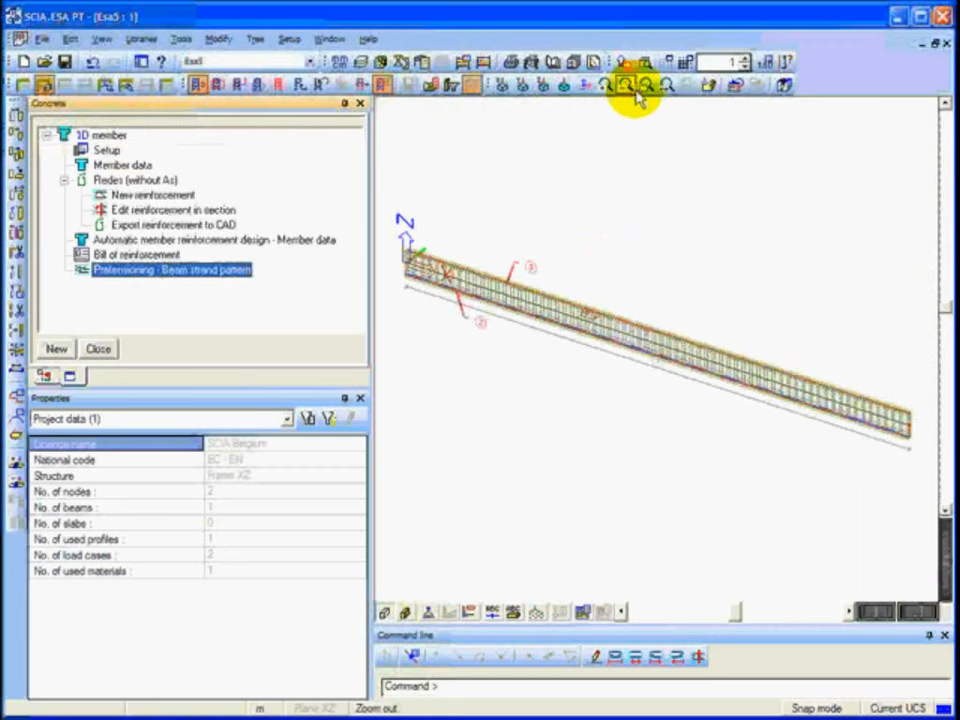 SCIA.ESA PT - [Esa5 : 1]
File Edit View Libraries Tools Modify Tree Setup Window Help
Esa5
1
Concrete
1D member
Setup
Member data
Redes (without As)
New reinforcement
Edit reinforcement in section
Export reinforcement to CAD
Automatic member reinforcement design - Member data
Bill of reinforcement
Pretensioning - Beam strand pattern
New Close
Z
Properties
Project data (1)
Licence name SCIA Belgium
National code EC - EN
Structure Frame XZ
No. of nodes : 2
No. of beams : 1
No. of slabs : 0
No. of used profiles : 1
No. of load cases : 2
No. of used materials : 1
Command line
Command >
m Plane XZ Zoom out Snap mode Current UCS